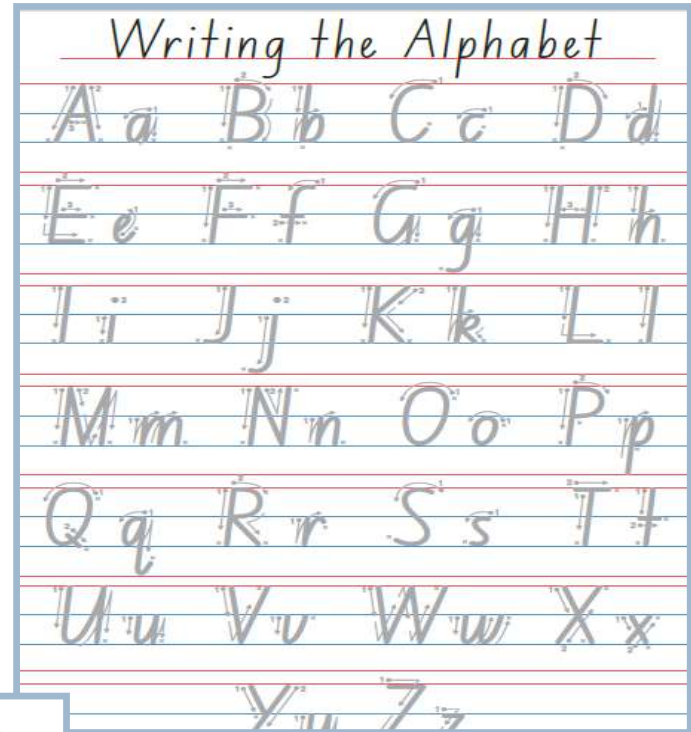 Writing the Alphabet
Aa Bb Cc Dd
Ee Ff Gg Hh
Ii Jj Kk Ll
Mm Nn Oo Pp
Qq Rr Ss Tt
Uu Vv Ww Xx
Yy Zz